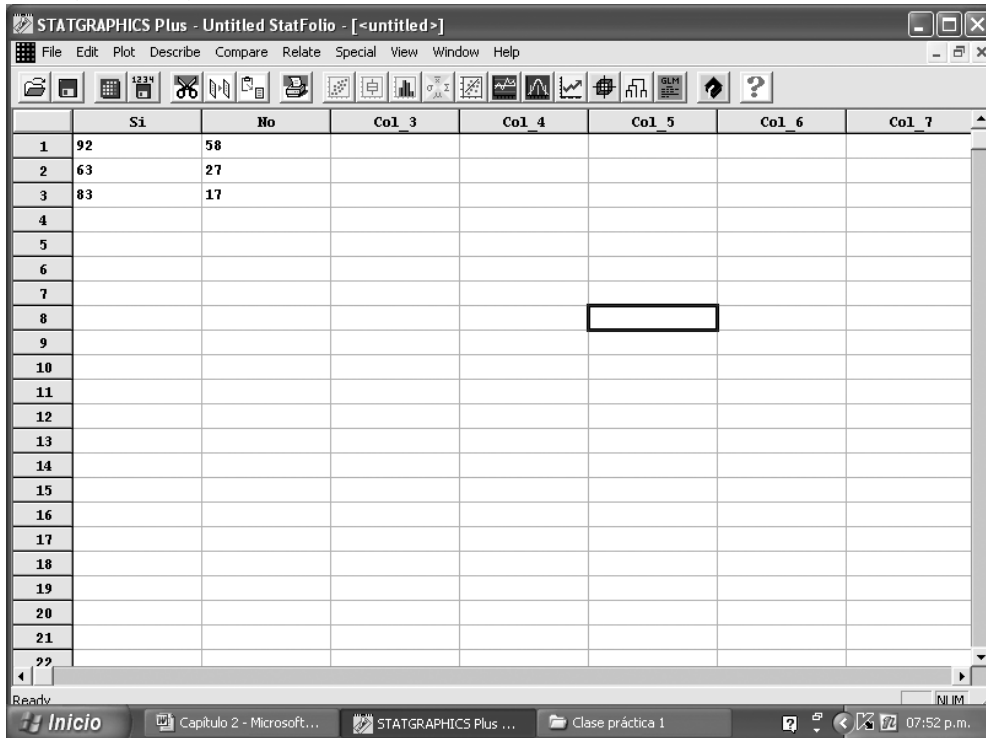 STATGRAPHICS Plus - Untitled StatFolio - [<untitled>]
File Edit Plot Describe Compare Relate Special View Window Help
1234
GLM
Si No Col_3 Col_4 Col_5 Col_6 Col_7
1 92 58
2 63 27
3 83 17
4
5
6
7
8
9
10
11
12
13
14
15
16
17
18
19
20
21
22
Ready NUM
Inicio Capítulo 2 - Microsoft... STATGRAPHICS Plus ... Clase práctica 1 07:52 p.m.